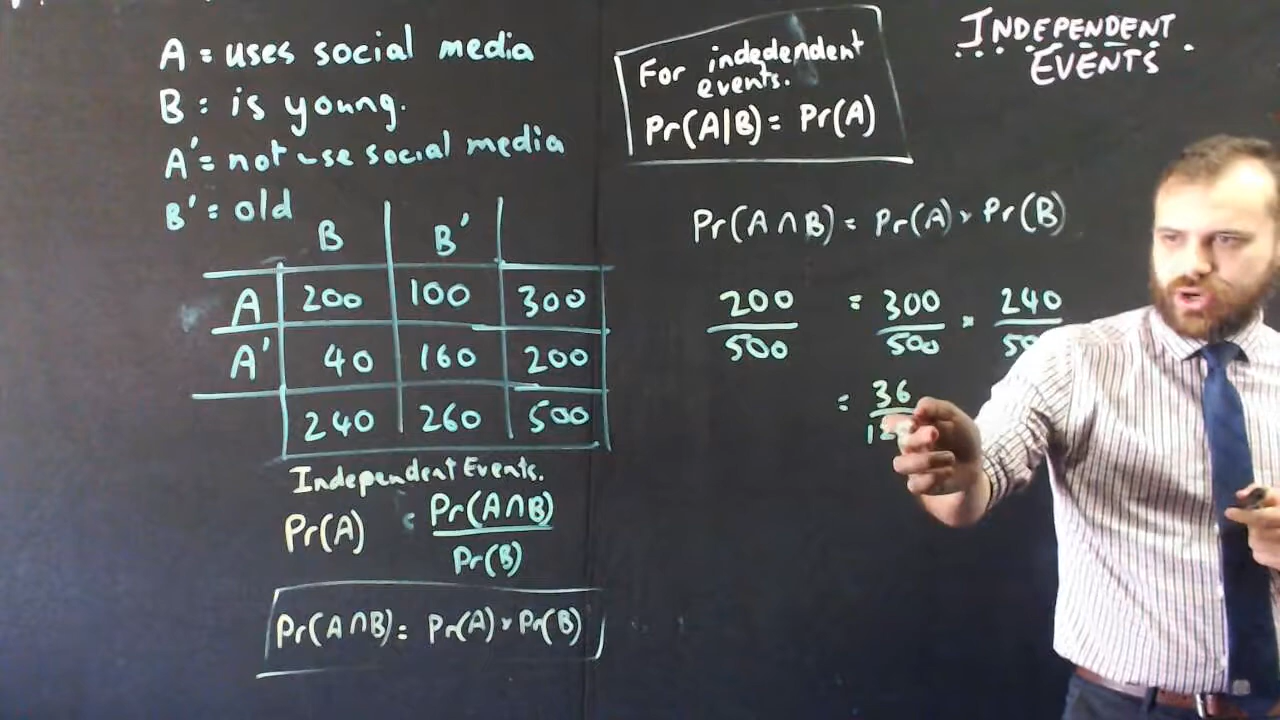 A = uses social media
B = is young.
A' = not use social media
B' = old
B B'
A 200 100 300
A' 40 160 200
240 260 500
Independent Events.
Pr(A) = Pr(A∩B)
Pr(B)
Pr(A∩B) = Pr(A) × Pr(B)
For indedendent
events.
Pr(A|B) = Pr(A)
INDEPENDENT
EVENTS
Pr(A∩B) = Pr(A) × Pr(B)
200 = 300 × 240
500 500
= 36